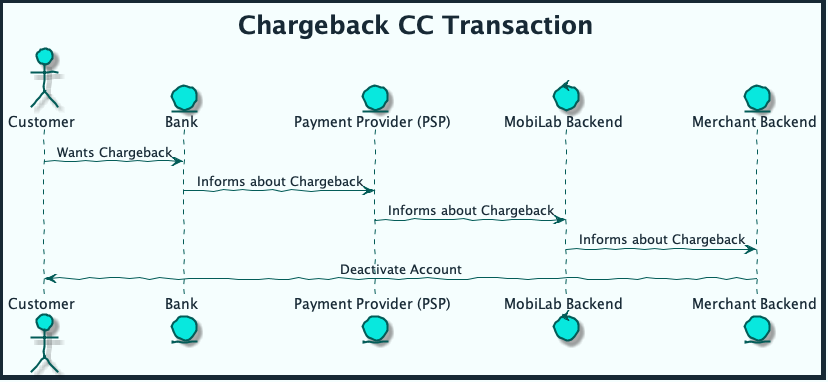 Chargeback CC Transaction
Customer
Bank
Payment Provider (PSP)
MobiLab Backend
Merchant Backend
Wants Chargeback
Informs about Chargeback
Informs about Chargeback
Informs about Chargeback
Deactivate Account
Customer
Bank
Payment Provider (PSP)
MobiLab Backend
Merchant Backend